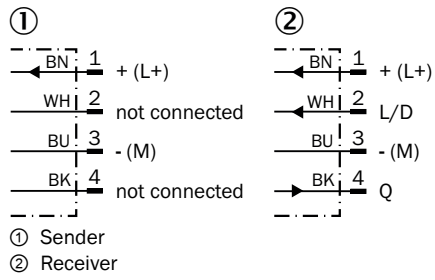 ① ②
BN 1 + (L+)
WH 2 not connected
BU 3 - (M)
BK 4 not connected
BN 1 + (L+)
WH 2 L/D
BU 3 - (M)
BK 4 Q
① Sender
② Receiver